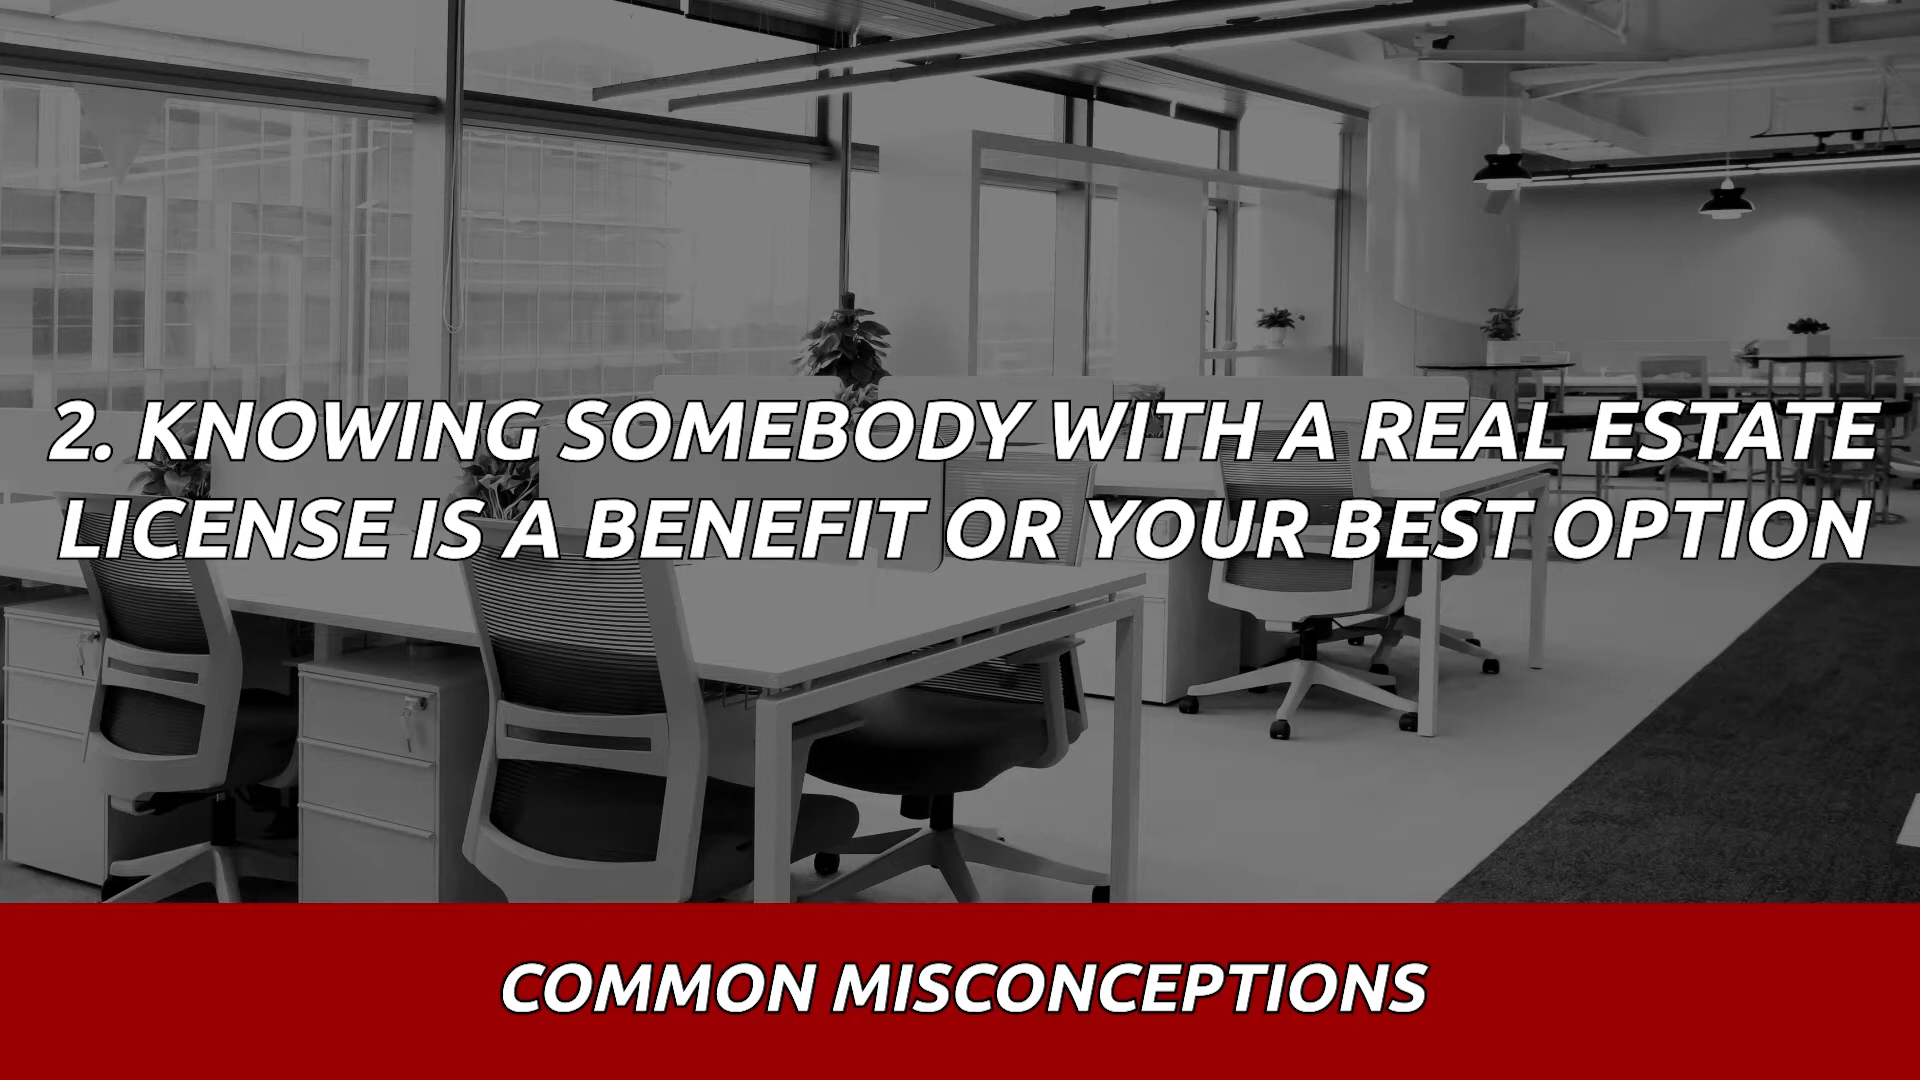 2. KNOWING SOMEBODY WITH A REAL ESTATE
LICENSE IS A BENEFIT OR YOUR BEST OPTION
COMMON MISCONCEPTIONS